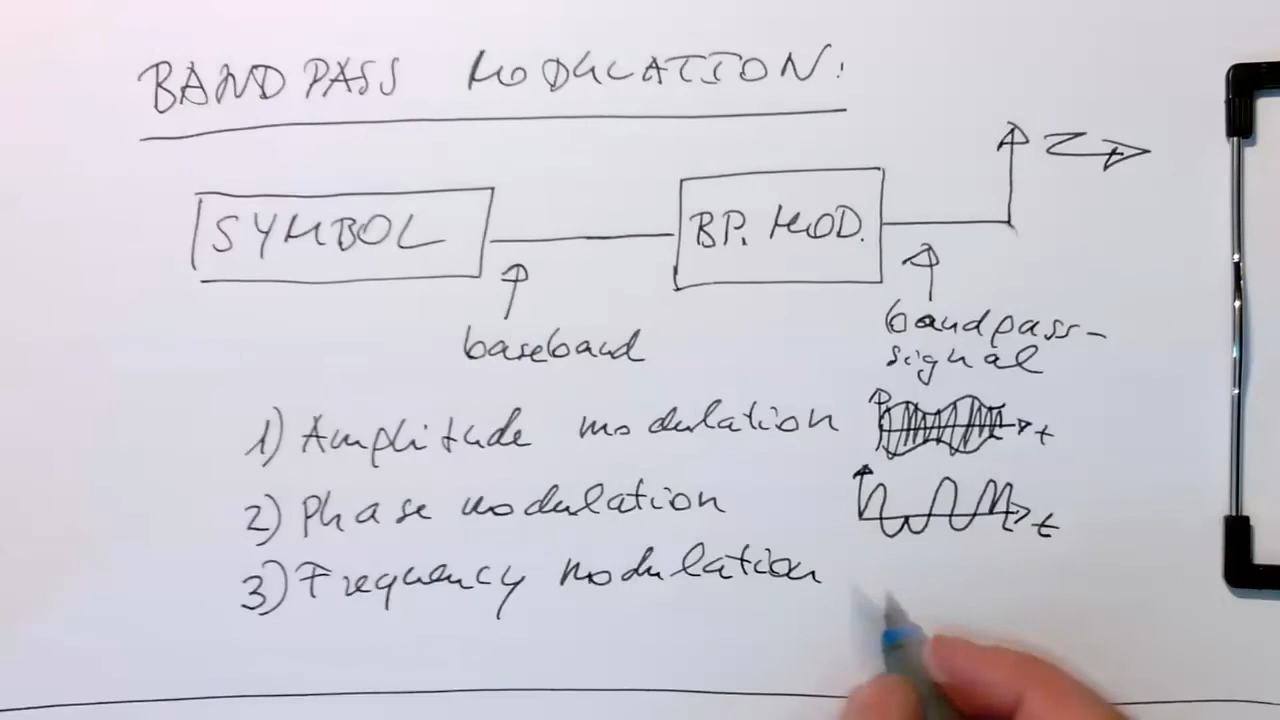 BANDPASS MODULATION:
SYMBOL
BP. MOD.
baseband
bandpass-
signal
1) Amplitude modulation
t
2) Phase modulation
t
3) Frequency modulation